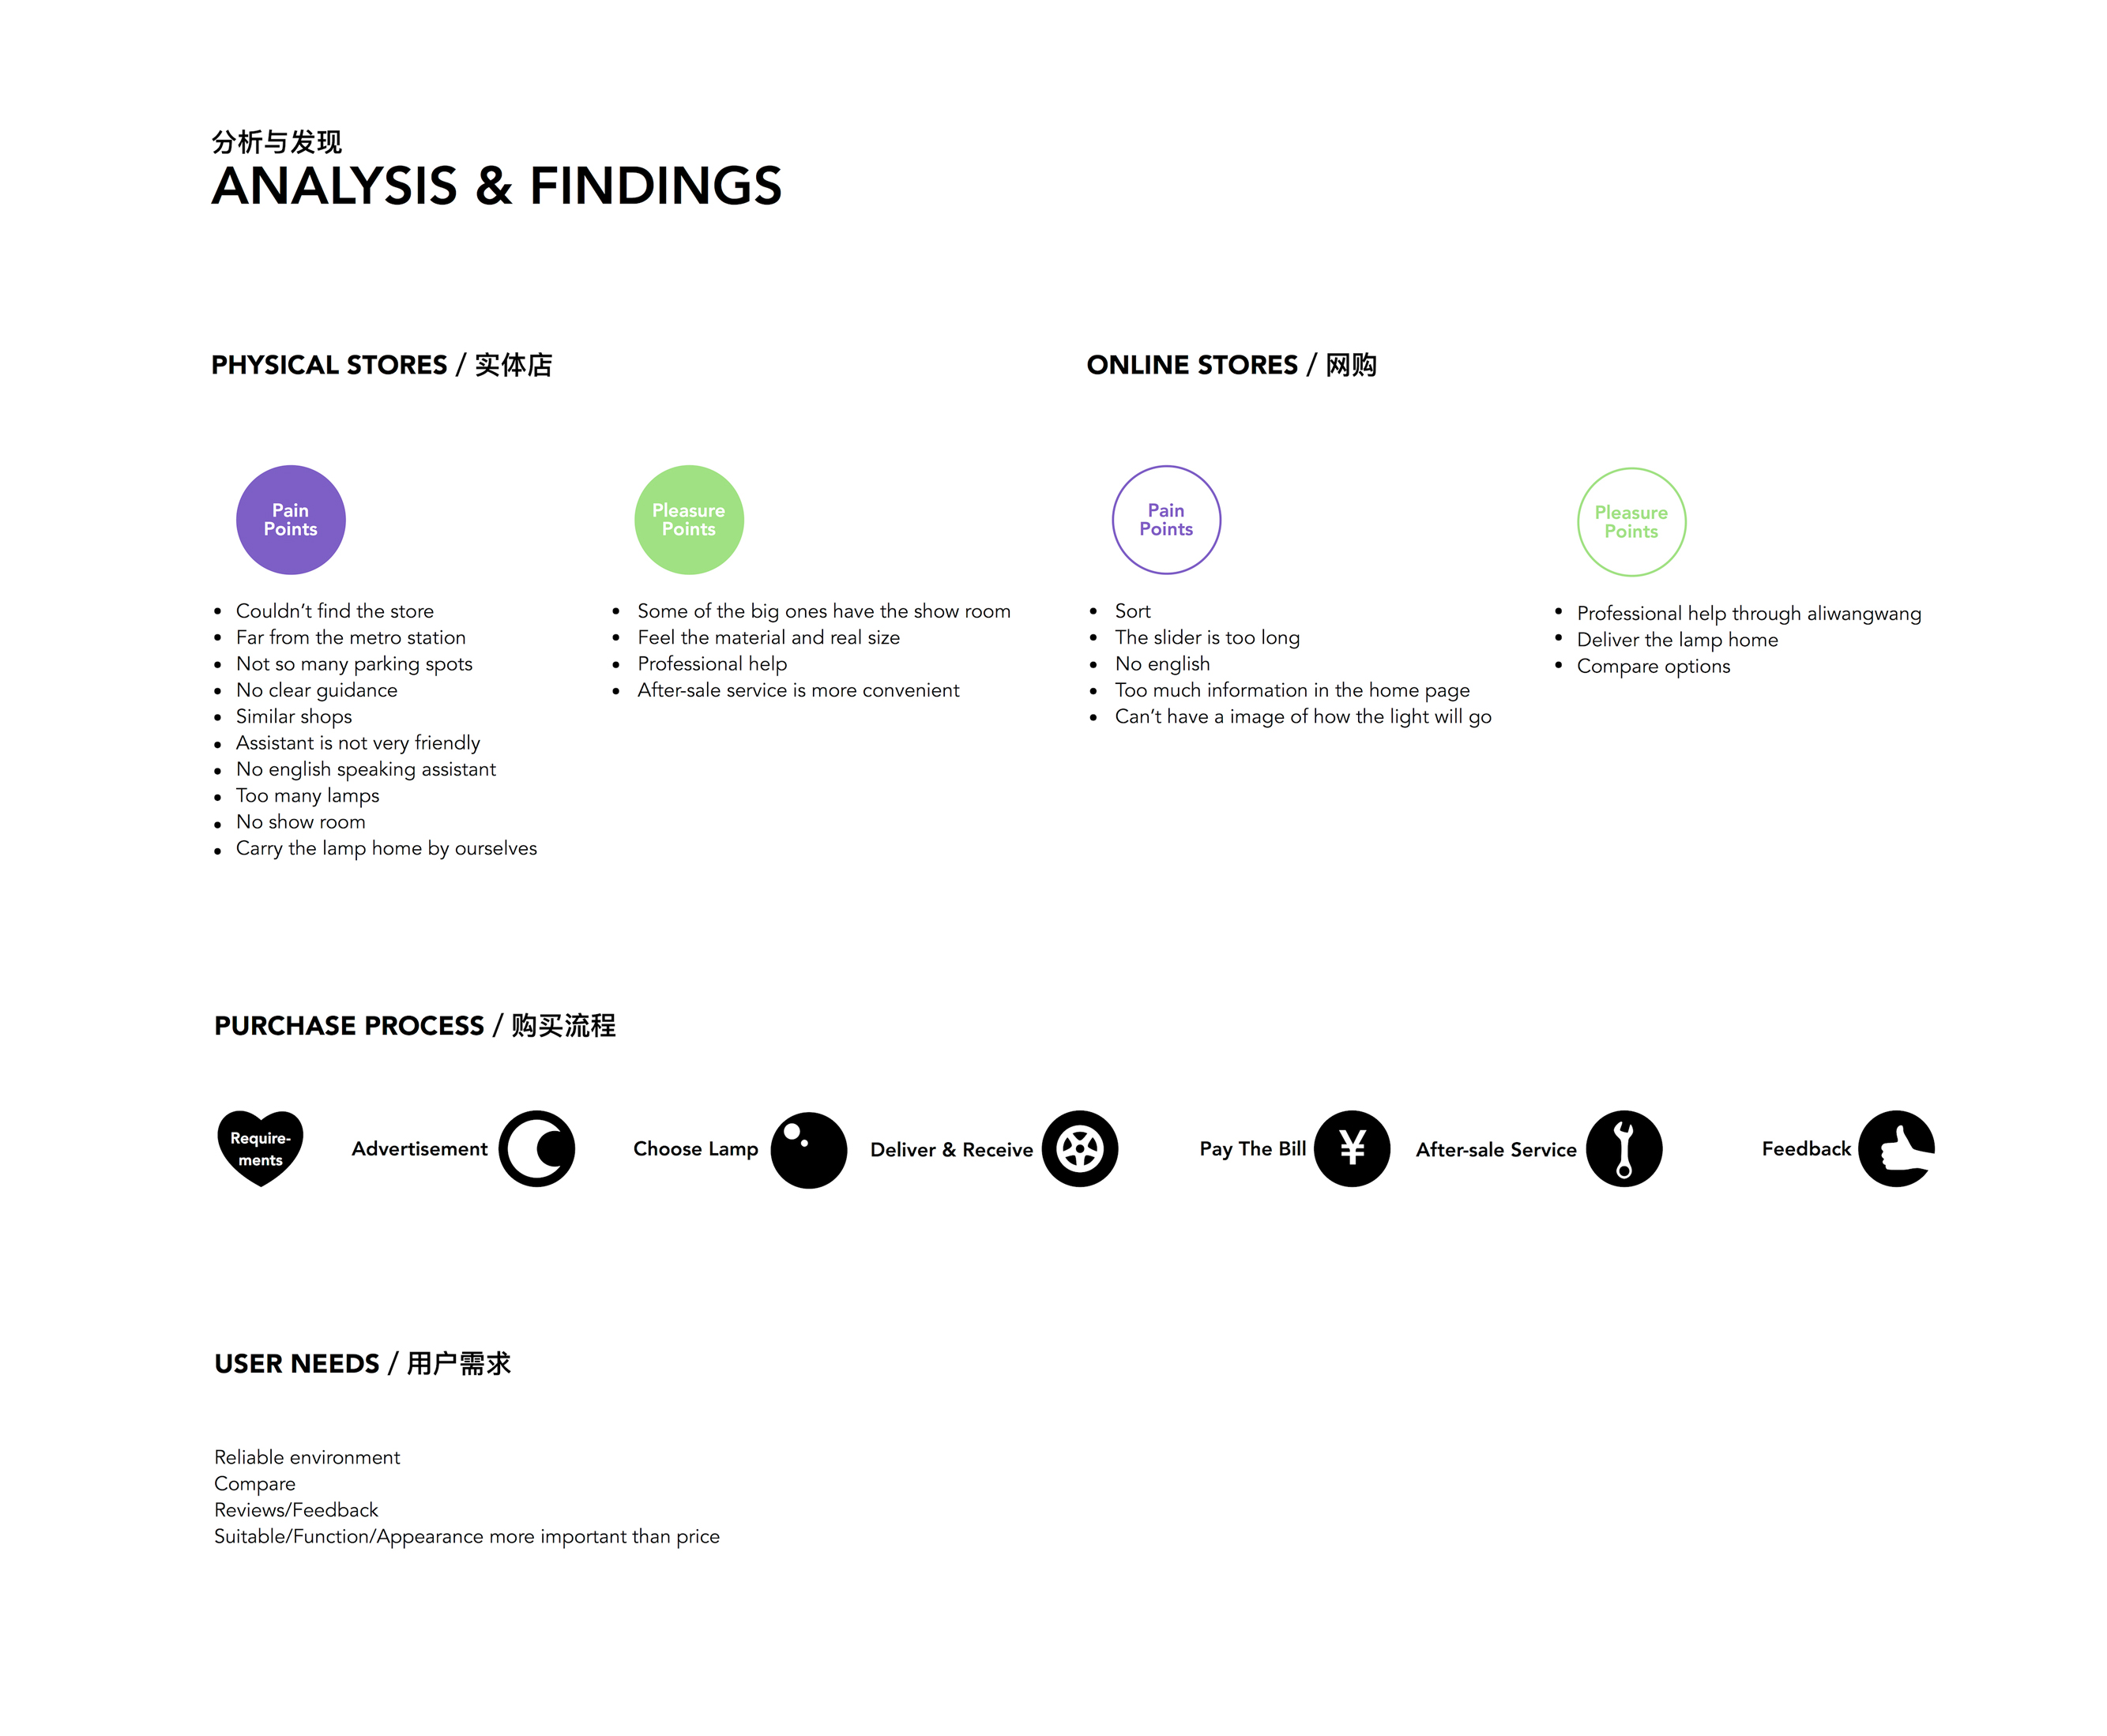 分析与发现
ANALYSIS & FINDINGS
PHYSICAL STORES / 实体店
Pain
Points
• Couldn’t find the store
• Far from the metro station
• Not so many parking spots
• No clear guidance
• Similar shops
• Assistant is not very friendly
• No english speaking assistant
• Too many lamps
• No show room
• Carry the lamp home by ourselves
Pleasure
Points
• Some of the big ones have the show room
• Feel the material and real size
• Professional help
• After-sale service is more convenient
ONLINE STORES / 网购
Pain
Points
• Sort
• The slider is too long
• No english
• Too much information in the home page
• Can’t have a image of how the light will go
Pleasure
Points
• Professional help through aliwangwang
• Deliver the lamp home
• Compare options
PURCHASE PROCESS / 购买流程
Require-
ments
Advertisement
Choose Lamp
Deliver & Receive
Pay The Bill
¥
After-sale Service
Feedback
USER NEEDS / 用户需求
Reliable environment
Compare
Reviews/Feedback
Suitable/Function/Appearance more important than price